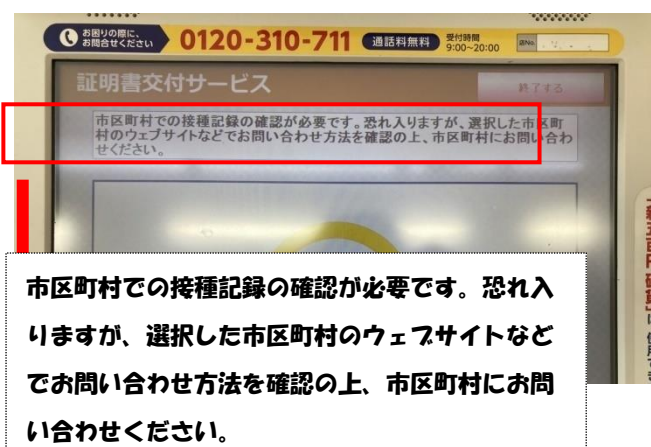 お困りの際に、
お問合せください
0120-310-711
通話料無料
受付時間
9:00~20:00
店No.
証明書交付サービス
終了する
市区町村での接種記録の確認が必要です。恐れ入りますが、選択した市区町
村のウェブサイトなどでお問い合わせ方法を確認の上、市区町村にお問い合わ
せください。
市区町村での接種記録の確認が必要です。恐れ入
りますが、選択した市区町村のウェブサイトなど
でお問い合わせ方法を確認の上、市区町村にお問
い合わせください。